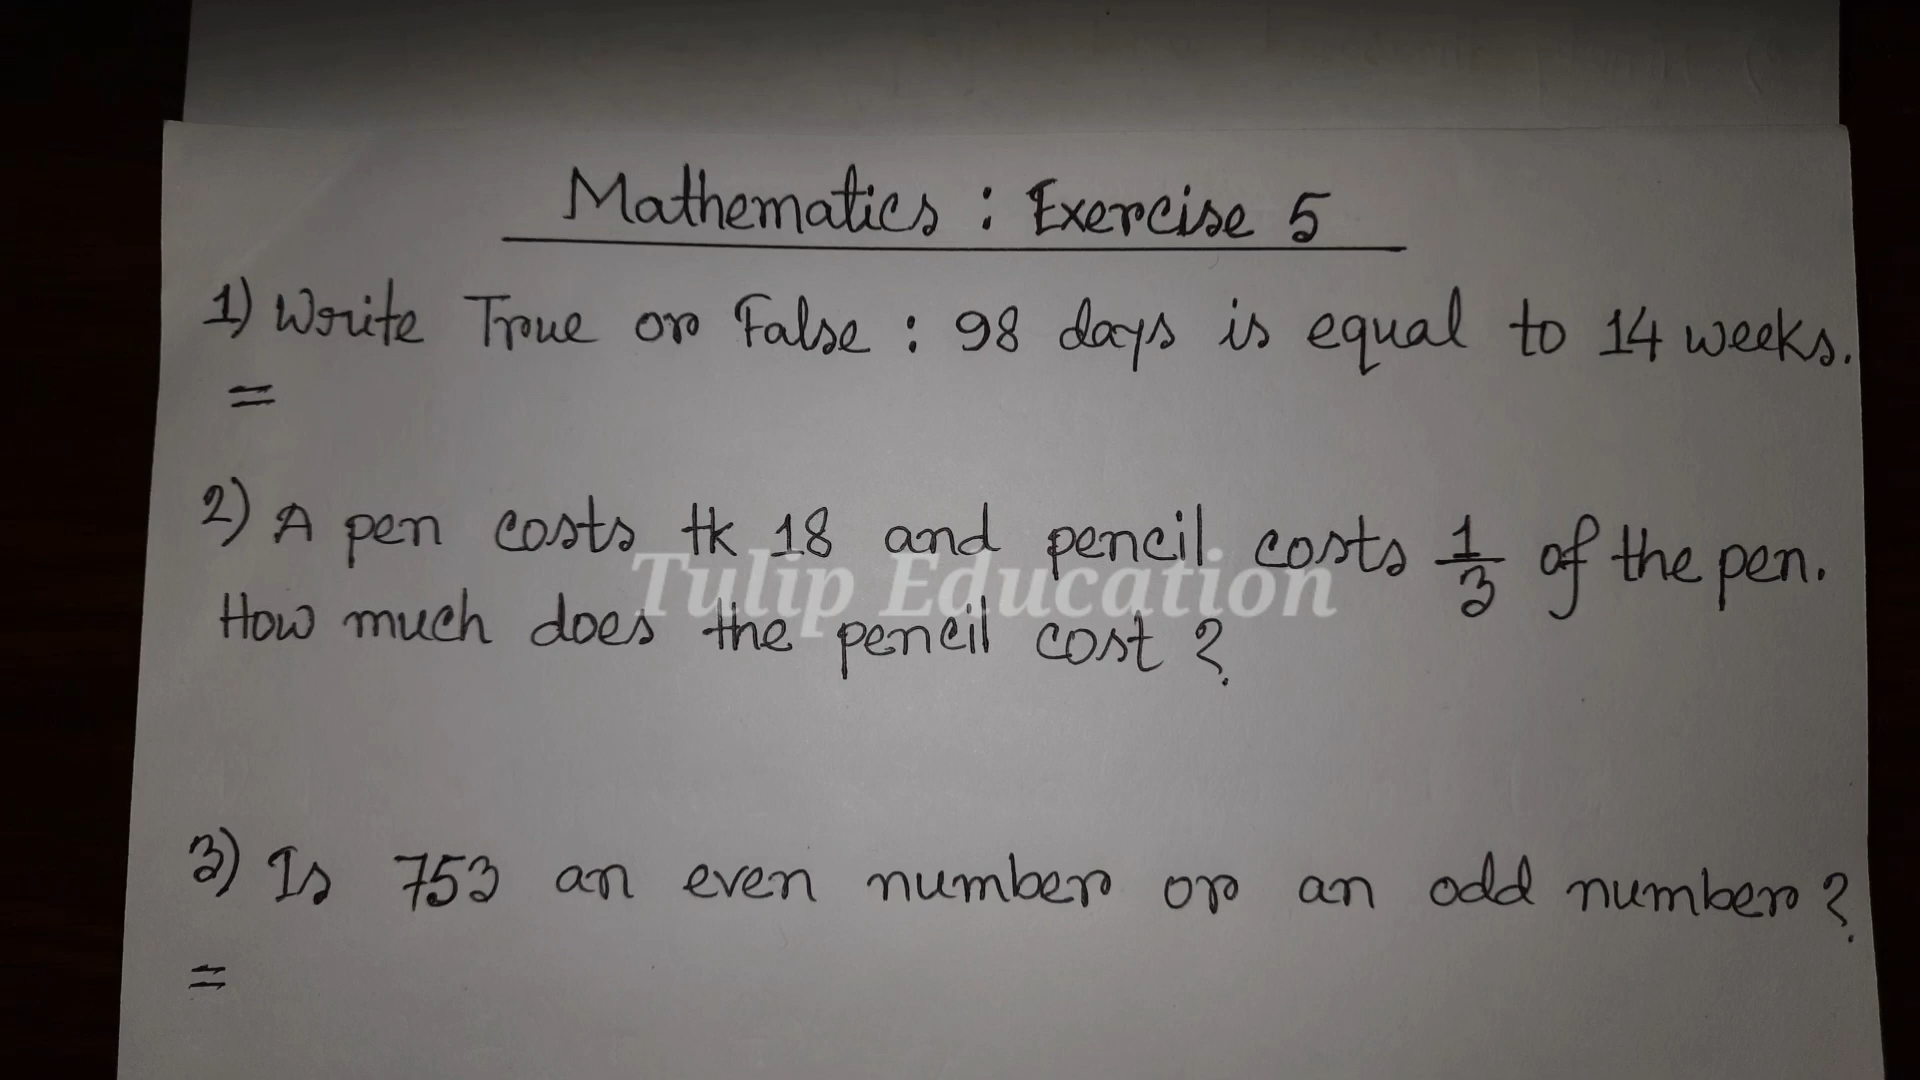 Mathematics : Exercise 5
1) Write True or False : 98 days is equal to 14 weeks.
=
2) A pen costs tk 18 and pencil costs 1/3 of the pen.
Tulip Education
How much does the pencil cost ?
3) Is 753 an even number or an odd number ?
=